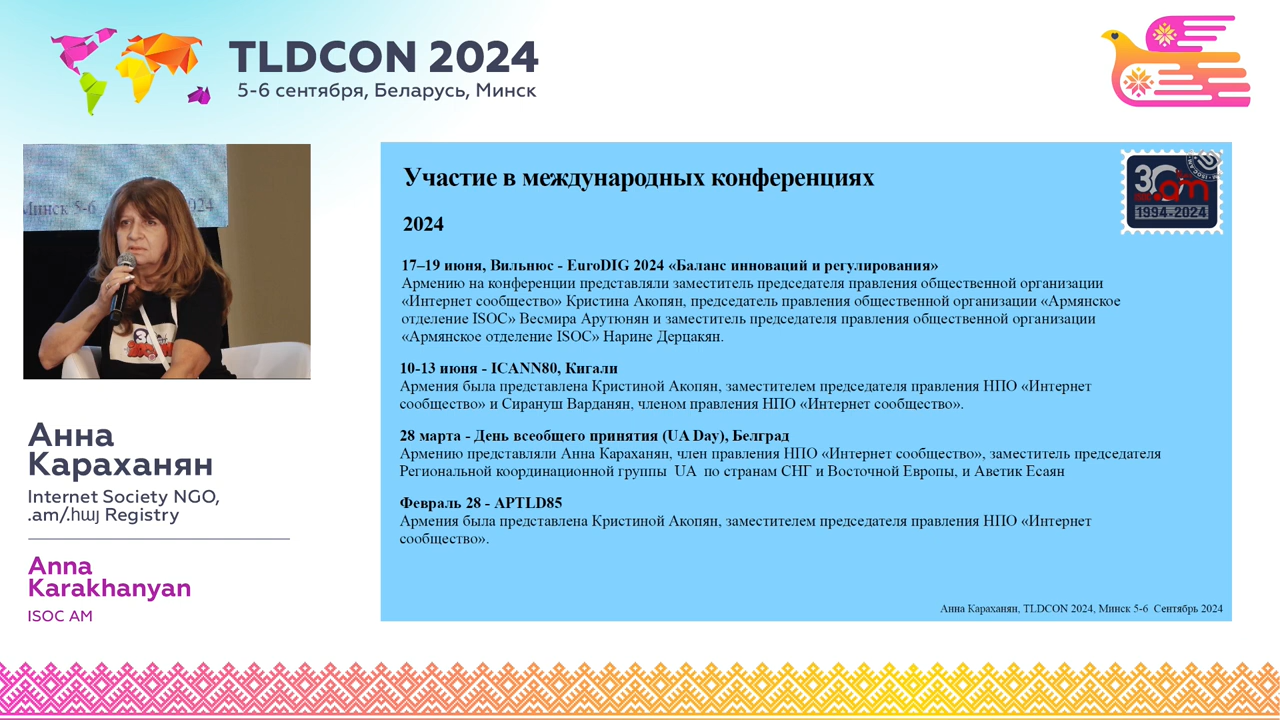 TLDCON 2024
5-6 сентября, Беларусь, Минск
Минск 5-6
2024
Анна
Караханян
Internet Society NGO,
.am/.հայ Registry
Anna
Karakhanyan
ISOC AM
Участие в международных конференциях
2024
17–19 июня, Вильнюс - EuroDIG 2024 «Баланс инноваций и регулирования»
Армению на конференции представляли заместитель председателя правления общественной организации
«Интернет сообщество» Кристина Акопян, председатель правления общественной организации «Армянское
отделение ISOC» Весмира Арутюнян и заместитель председателя правления общественной организации
«Армянское отделение ISOC» Нарине Дерцакян.
10-13 июня - ICANN80, Кигали
Армения была представлена Кристиной Акопян, заместителем председателя правления НПО «Интернет
сообщество» и Сирануш Варданян, членом правления НПО «Интернет сообщество».
28 марта - День всеобщего принятия (UA Day), Белград
Армению представляли Анна Караханян, член правления НПО «Интернет сообщество», заместитель председателя
Региональной координационной группы UA по странам СНГ и Восточной Европы, и Аветик Есаян
Февраль 28 - APTLD85
Армения была представлена Кристиной Акопян, заместителем председателя правления НПО «Интернет
сообщество».
30
.am
1994-2024
Анна Караханян, TLDCON 2024, Минск 5-6 Сентябрь 2024